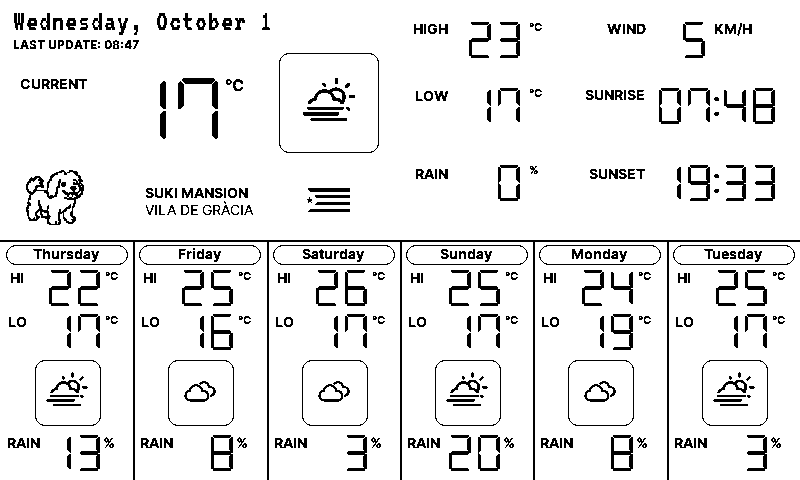 Wednesday, October 1
LAST UPDATE: 08:47
CURRENT 17 °C
SUKI MANSION
VILA DE GRÀCIA
HIGH 23 °C
LOW 17 °C
RAIN 0 %
WIND 5 KM/H
SUNRISE 07:48
SUNSET 19:33
Thursday
HI 22 °C
LO 17 °C
RAIN 13 %
Friday
HI 25 °C
LO 16 °C
RAIN 8 %
Saturday
HI 26 °C
LO 17 °C
RAIN 3 %
Sunday
HI 25 °C
LO 17 °C
RAIN 20 %
Monday
HI 24 °C
LO 19 °C
RAIN 8 %
Tuesday
HI 25 °C
LO 17 °C
RAIN 3 %